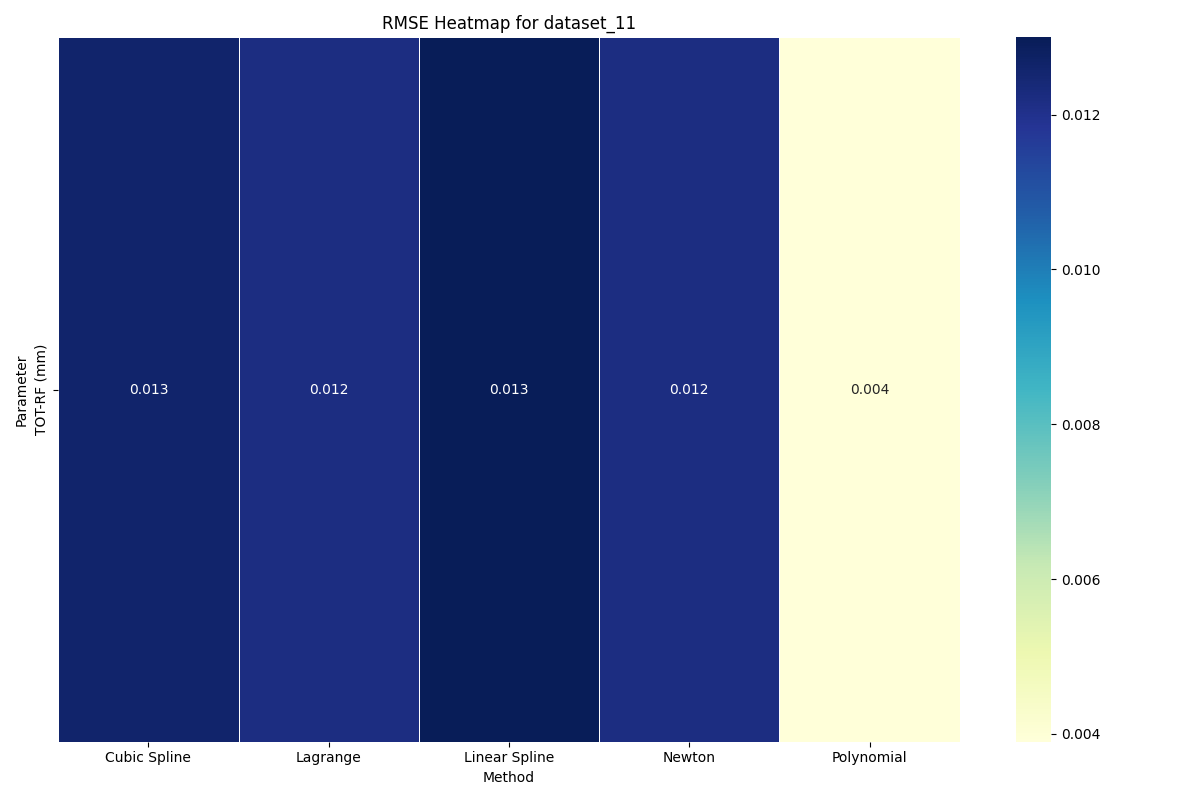 RMSE Heatmap for dataset_11
Parameter
TOT-RF (mm)
0.013
0.012
0.013
0.012
0.004
Cubic Spline
Lagrange
Linear Spline
Newton
Polynomial
Method
0.012
0.010
0.008
0.006
0.004